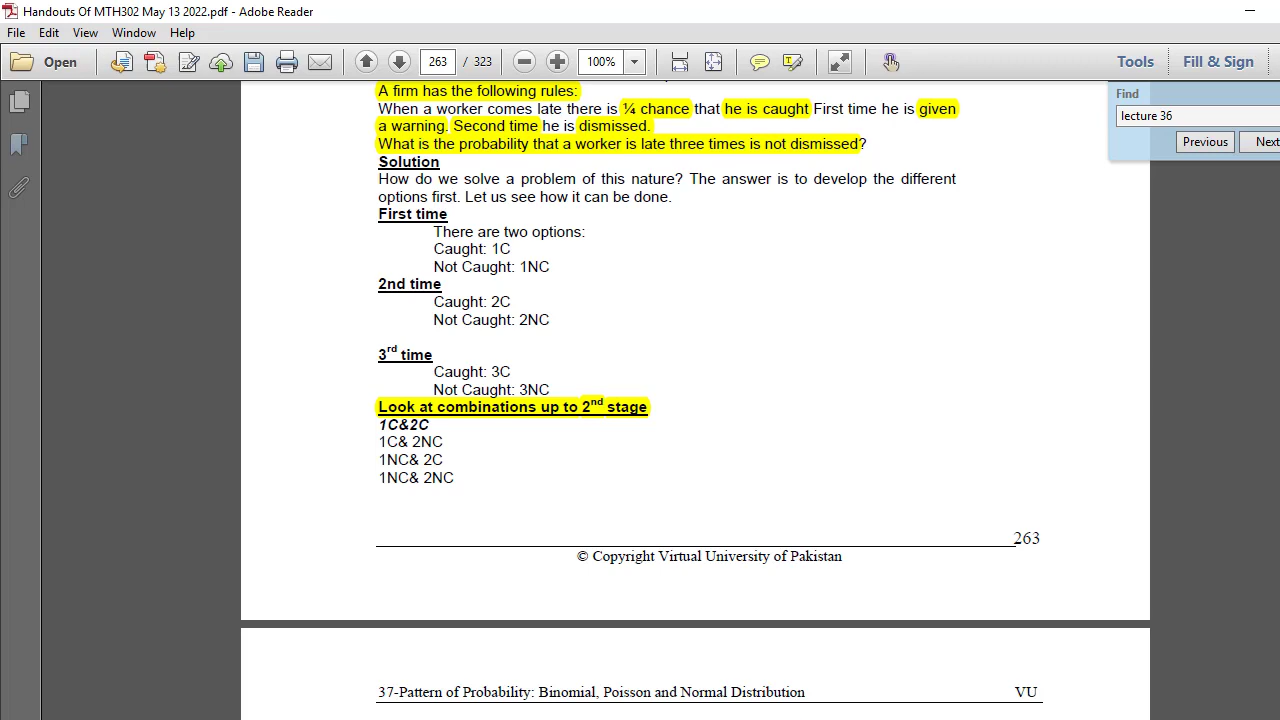 Handouts Of MTH302 May 13 2022.pdf - Adobe Reader
File Edit View Window Help
Open 263 / 323 100% Tools Fill & Sign
Find
lecture 36
Previous Next
A firm has the following rules:
When a worker comes late there is ¼ chance that he is caught First time he is given
a warning. Second time he is dismissed.
What is the probability that a worker is late three times is not dismissed?
Solution
How do we solve a problem of this nature? The answer is to develop the different
options first. Let us see how it can be done.
First time
There are two options:
Caught: 1C
Not Caught: 1NC
2nd time
Caught: 2C
Not Caught: 2NC
3rd time
Caught: 3C
Not Caught: 3NC
Look at combinations up to 2nd stage
1C&2C
1C& 2NC
1NC& 2C
1NC& 2NC
263
© Copyright Virtual University of Pakistan
37-Pattern of Probability: Binomial, Poisson and Normal Distribution VU